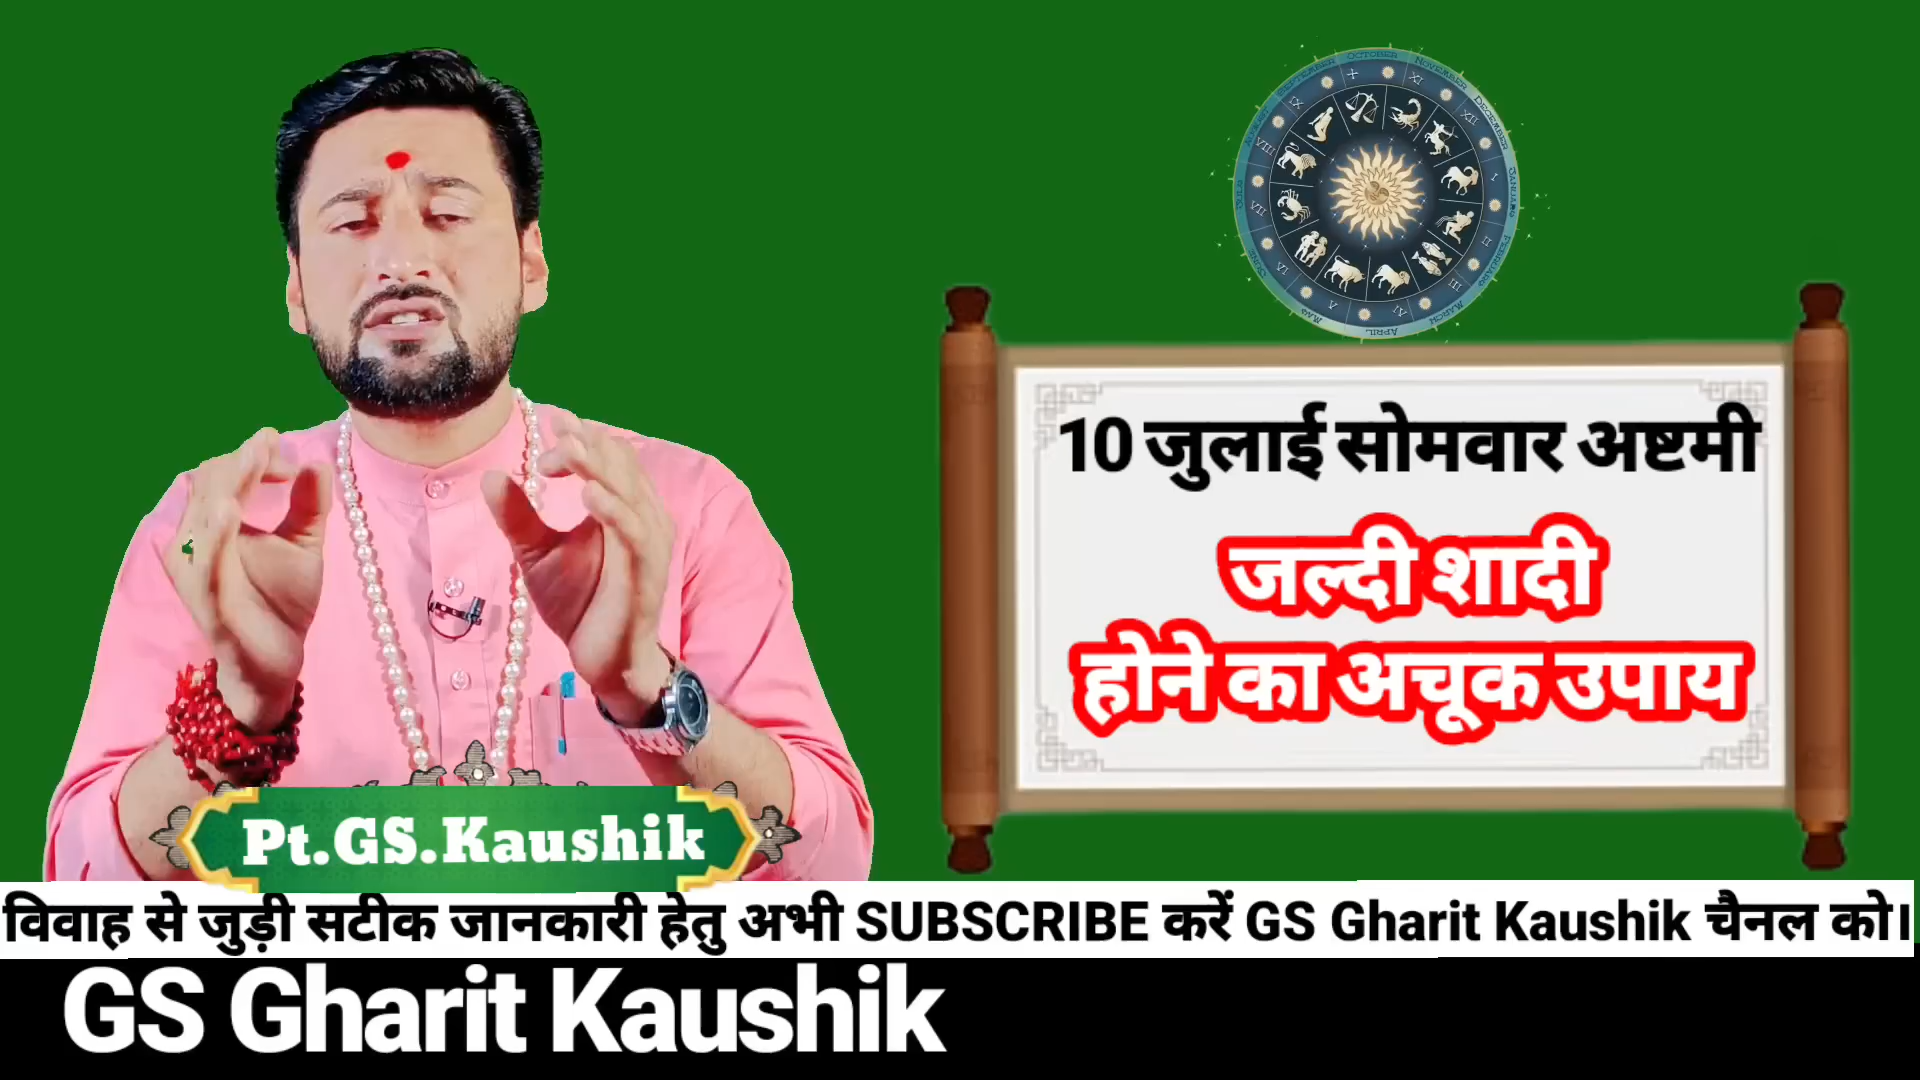 10 जुलाई सोमवार अष्टमी
जल्दी शादी
होने का अचूक उपाय
Pt.GS.Kaushik
विवाह से जुड़ी सटीक जानकारी हेतु अभी SUBSCRIBE करें GS Gharit Kaushik चैनल को।
GS Gharit Kaushik